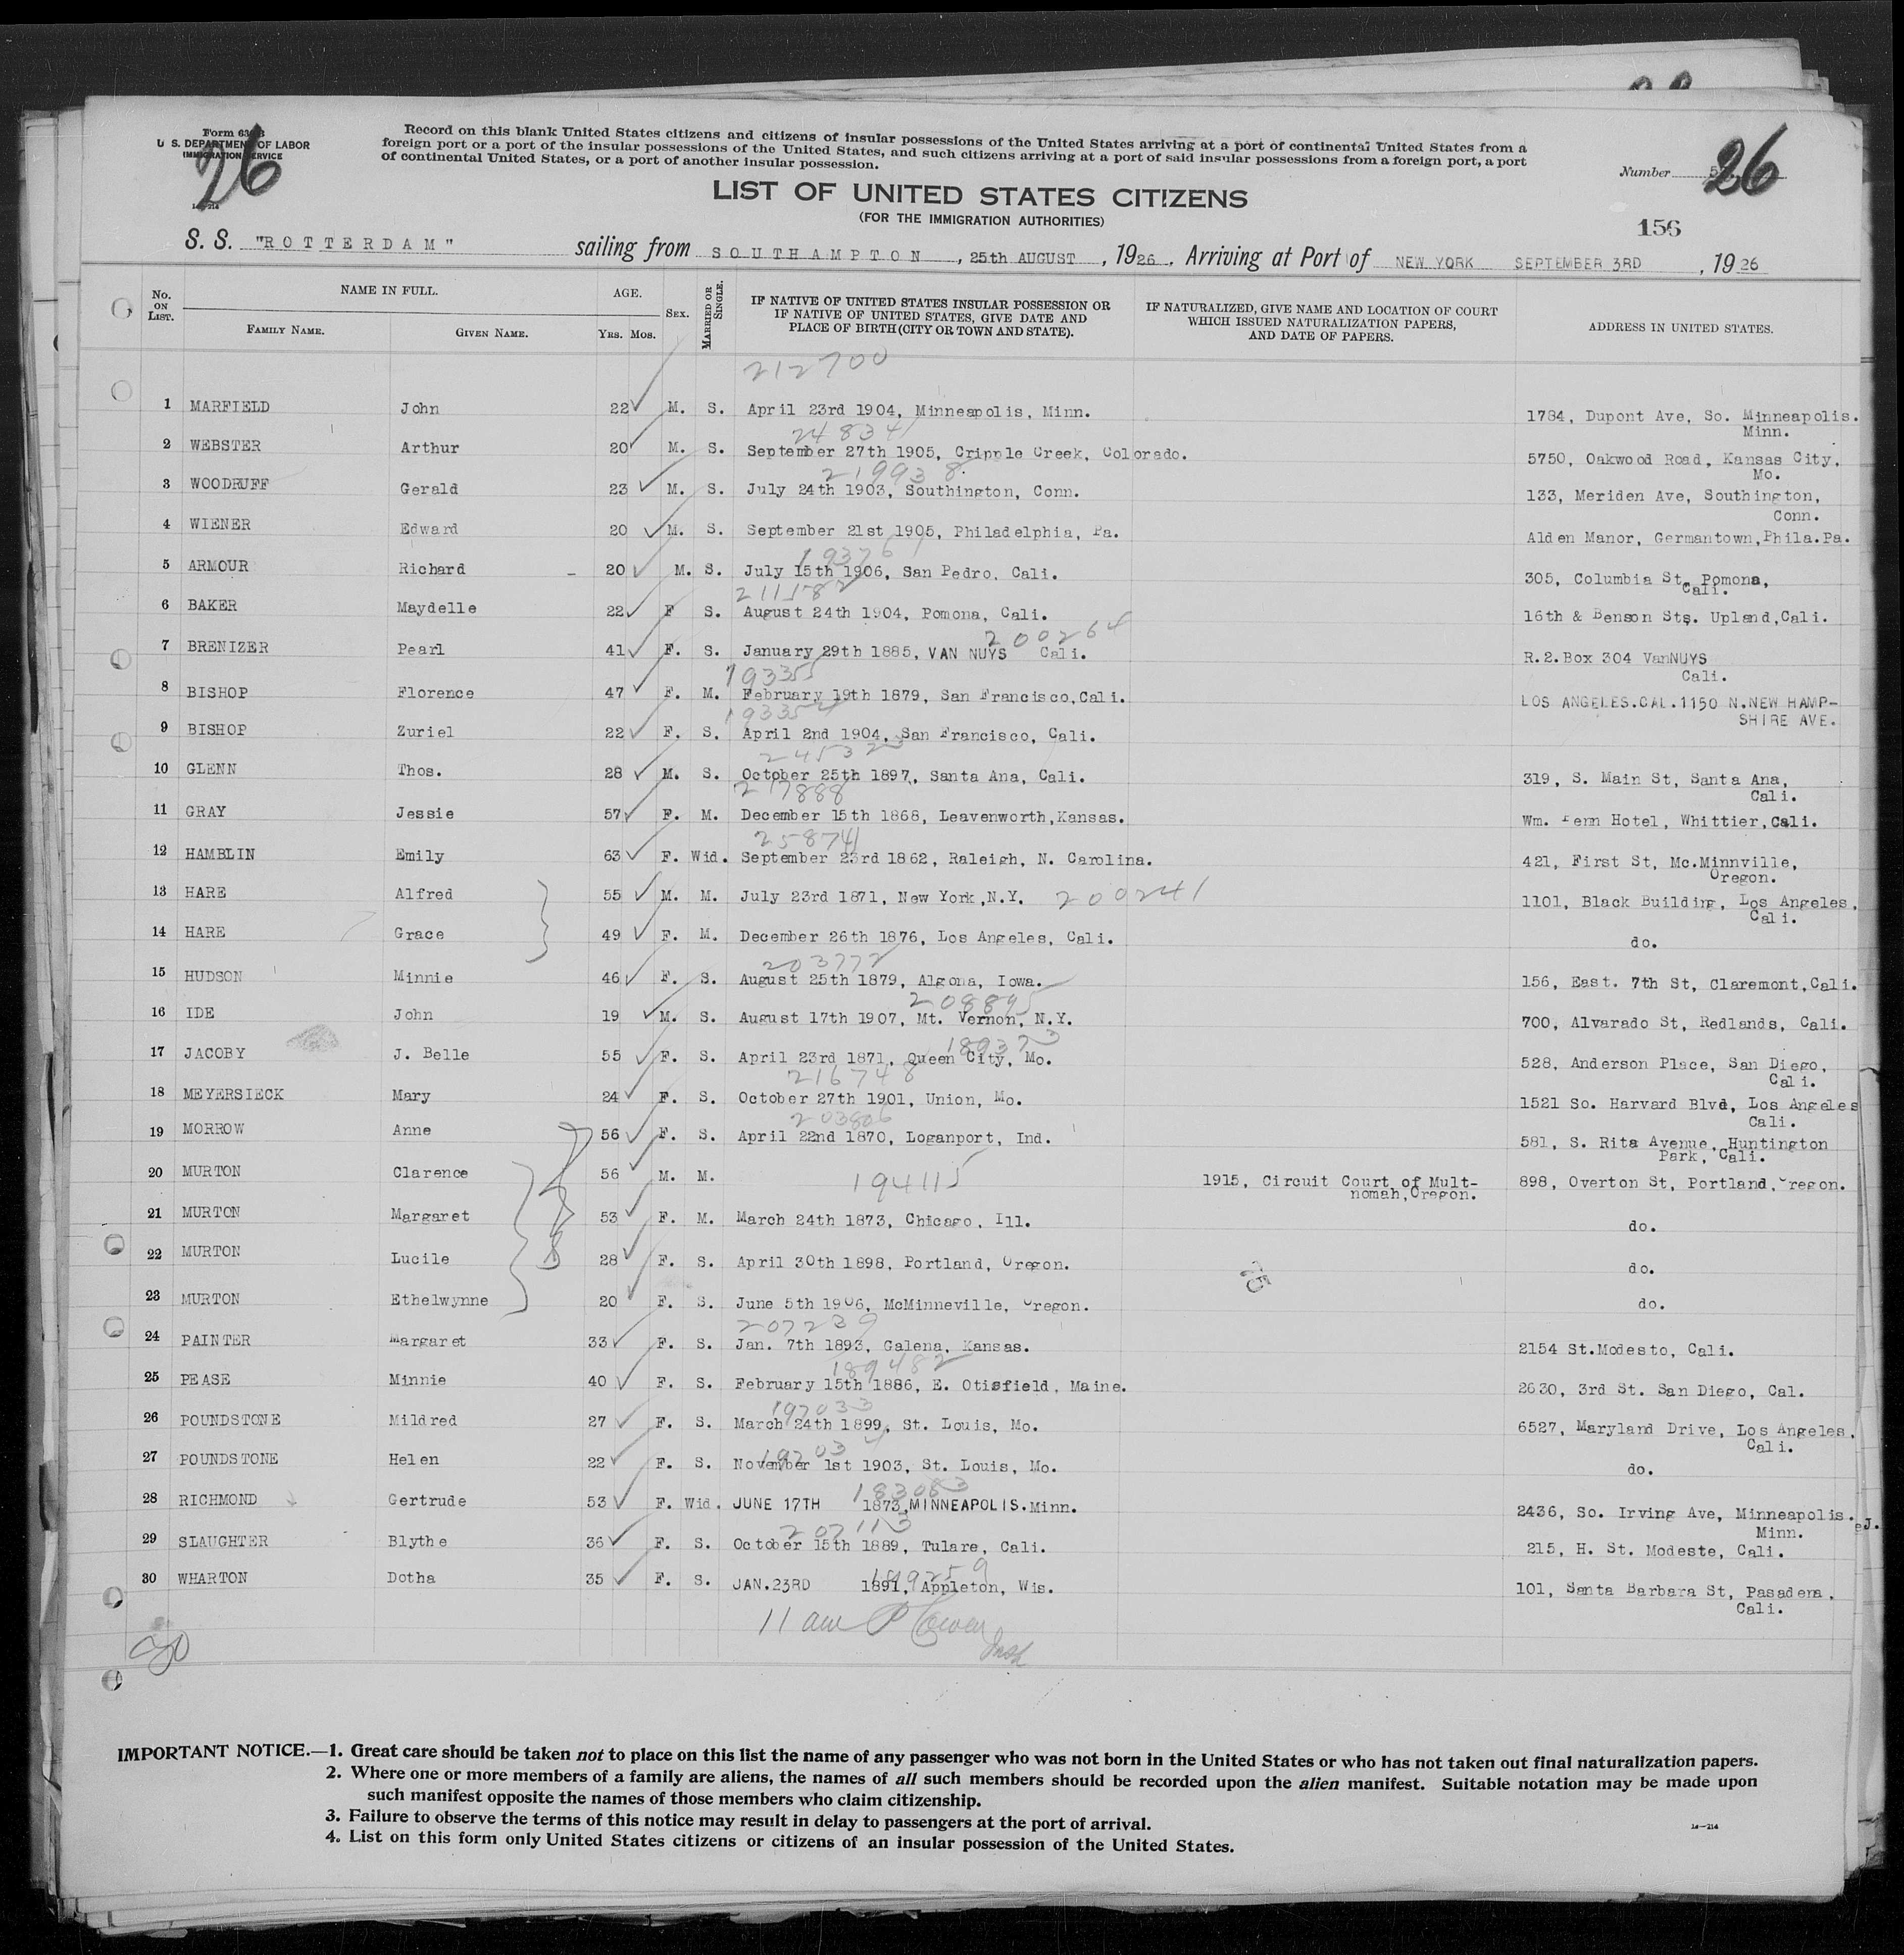 Form 630-B
U. S. DEPARTMENT OF LABOR
IMMIGRATION SERVICE
26
Record on this blank United States citizens and citizens of insular possessions of the United States arriving at a port of continental United States from a
foreign port or a port of the insular possessions of the United States, and such citizens arriving at a port of said insular possessions from a foreign port, a port
of continental United States, or a port of another insular possession.
Number 26
LIST OF UNITED STATES CITIZENS
(FOR THE IMMIGRATION AUTHORITIES)
156
S. S. "ROTTERDAM" sailing from SOUTHAMPTON, 25th AUGUST, 1926, Arriving at Port of NEW YORK SEPTEMBER 3RD, 1926
No. ON LIST. NAME IN FULL. FAMILY NAME. GIVEN NAME. AGE. YRS. MOS. SEX. MARRIED OR SINGLE. IF NATIVE OF UNITED STATES INSULAR POSSESSION OR IF NATIVE OF UNITED STATES, GIVE DATE AND PLACE OF BIRTH (CITY OR TOWN AND STATE). IF NATURALIZED, GIVE NAME AND LOCATION OF COURT WHICH ISSUED NATURALIZATION PAPERS, AND DATE OF PAPERS. ADDRESS IN UNITED STATES.
212700
1 MARFIELD John 22 M. S. April 23rd 1904, Minneapolis, Minn. 1784, Dupont Ave, So. Minneapolis. Minn.
248341
2 WEBSTER Arthur 20 M. S. September 27th 1905, Cripple Creek, Colorado. 5750, Oakwood Road, Kansas City, Mo.
219938
3 WOODRUFF Gerald 23 M. S. July 24th 1903, Southington, Conn. 133, Meriden Ave, Southington, Conn.
4 WIENER Edward 20 M. S. September 21st 1905, Philadelphia, Pa. Alden Manor, Germantown, Phila. Pa.
5 ARMOUR Richard 20 M. S. July 15th 1906, San Pedro, Cali. 305, Columbia St, Pomona, Cali.
211582
6 BAKER Maydelle 22 F S. August 24th 1904, Pomona, Cali. 16th & Benson Sts. Upland, Cali.
200264
7 BRENIZER Pearl 41 F. S. January 29th 1885, VAN NUYS Cali. R.2.Box 304 VanNUYS Cali.
193355
8 BISHOP Florence 47 F. M. February 19th 1879, San Francisco, Cali. LOS ANGELES.CAL.1150 N.NEW HAMP-
SHIRE AVE.
193354
9 BISHOP Zuriel 22 F. S. April 2nd 1904, San Francisco, Cali.
245323
10 GLENN Thos. 28 M. S. October 25th 1897, Santa Ana, Cali. 319, S. Main St, Santa Ana, Cali.
217888
11 GRAY Jessie 57 F. M. December 15th 1868, Leavenworth, Kansas. Wm. Penn Hotel, Whittier, Cali.
258741
12 HAMBLIN Emily 63 F. Wid. September 23rd 1862, Raleigh, N. Carolina. 421, First St, Mc.Minnville, Oregon.
13 HARE Alfred 55 M. M. July 23rd 1871, New York, N.Y. 200241 1101, Black Building, Los Angeles, Cali.
14 HARE Grace 49 F. M. December 26th 1876, Los Angeles, Cali. do.
203772
15 HUDSON Minnie 46 F. S. August 25th 1879, Algona, Iowa. 156, East. 7th St, Claremont, Cali.
208895
16 IDE John 19 M. S. August 17th 1907, Mt. Vernon, N.Y. 700, Alvarado St, Redlands, Cali.
189373
17 JACOBY J. Belle 55 F. S. April 23rd 1871, Queen City, Mo. 528, Anderson Place, San Diego, Cali.
216748
18 MEYERSIECK Mary 24 F. S. October 27th 1901, Union, Mo. 1521 So. Harvard Blvd, Los Angeles Cali.
203806
19 MORROW Anne 56 F. S. April 22nd 1870, Loganport, Ind. 581, S. Rita Avenue, Huntington Park, Cali.
20 MURTON Clarence 56 M. M. 194115 1915, Circuit Court of Mult-
nomah, Oregon. 898, Overton St, Portland, Oregon.
21 MURTON Margaret 53 F. M. March 24th 1873, Chicago, Ill. do.
22 MURTON Lucile 28 F. S. April 30th 1898, Portland, Oregon. do.
75
23 MURTON Ethelwynne 20 F. S. June 5th 1906, McMinneville, Oregon. do.
207239
24 PAINTER Margaret 33 F. S. Jan. 7th 1893, Galena, Kansas. 2154 St.Modesto, Cali.
189482
25 PEASE Minnie 40 F. S. February 15th 1886, E. Otisfield, Maine. 2630, 3rd St. San Diego, Cal.
197033
26 POUNDSTONE Mildred 27 F. S. March 24th 1899, St. Louis, Mo. 6527, Maryland Drive, Los Angeles, Cali.
27 POUNDSTONE Helen 22 F. S. November 1st 1903, St. Louis, Mo. do.
183083
28 RICHMOND Gertrude 53 F. Wid. JUNE 17TH 1873, MINNEAPOLIS. Minn. 2436, So. Irving Ave, Minneapolis. Minn.
207113
29 SLAUGHTER Blythe 36 F. S. October 15th 1889, Tulare, Cali. 215, H. St. Modeste, Cali.
30 WHARTON Dotha 35 F. S. JAN.23RD 1891, Appleton, Wis. 101, Santa Barbara St, Pasadena, Cali.
11 am
Insp
30
IMPORTANT NOTICE.—1. Great care should be taken not to place on this list the name of any passenger who was not born in the United States or who has not taken out final naturalization papers.
2. Where one or more members of a family are aliens, the names of all such members should be recorded upon the alien manifest. Suitable notation may be made upon
such manifest opposite the names of those members who claim citizenship.
3. Failure to observe the terms of this notice may result in delay to passengers at the port of arrival.
4. List on this form only United States citizens or citizens of an insular possession of the United States.
14—214